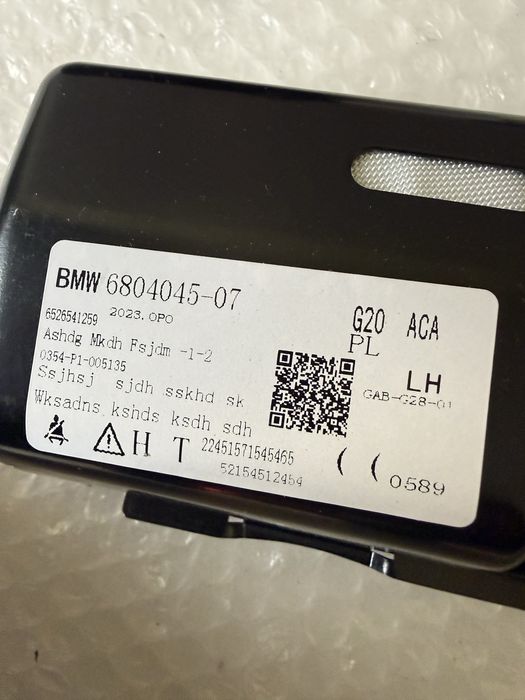 BMW 6804045-07
6526541259 2023.OPO
G20 ACA
Ashdg Mkdh Fsjdm -1-2
PL
0354-P1-005135
LH
Ssjhsj sjdh sskhd sk
GAB-G28-01
Wksadns kshds ksdh sdh
H T 22451571545465
52154512454
( ( 0589